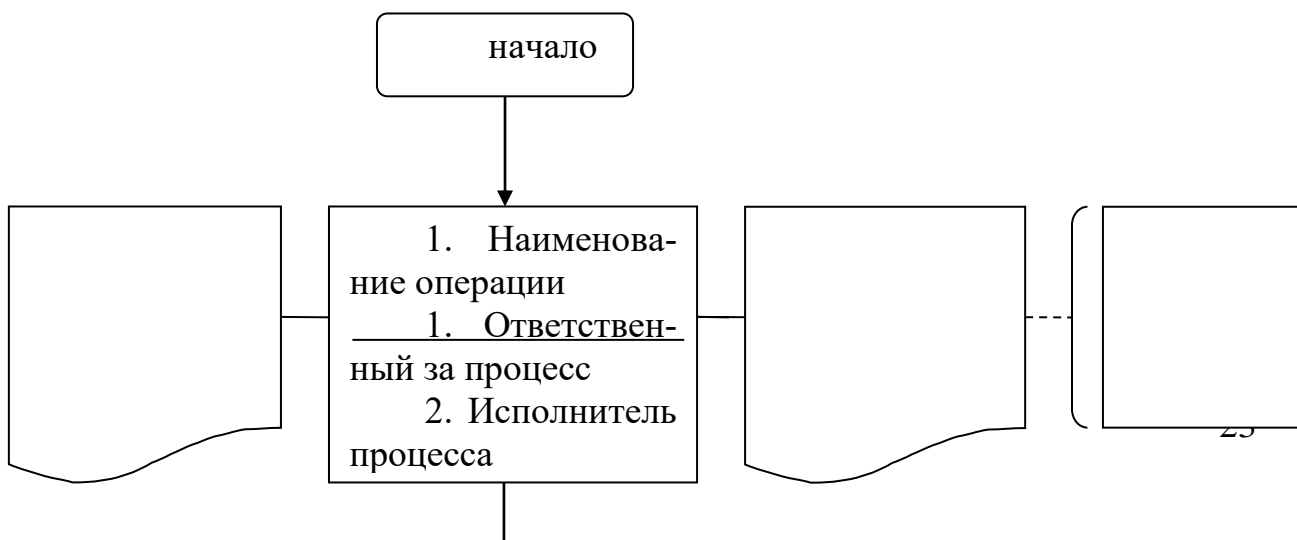 начало
1. Наименова-
ние операции
1. Ответствен-
ный за процесс
2. Исполнитель
процесса